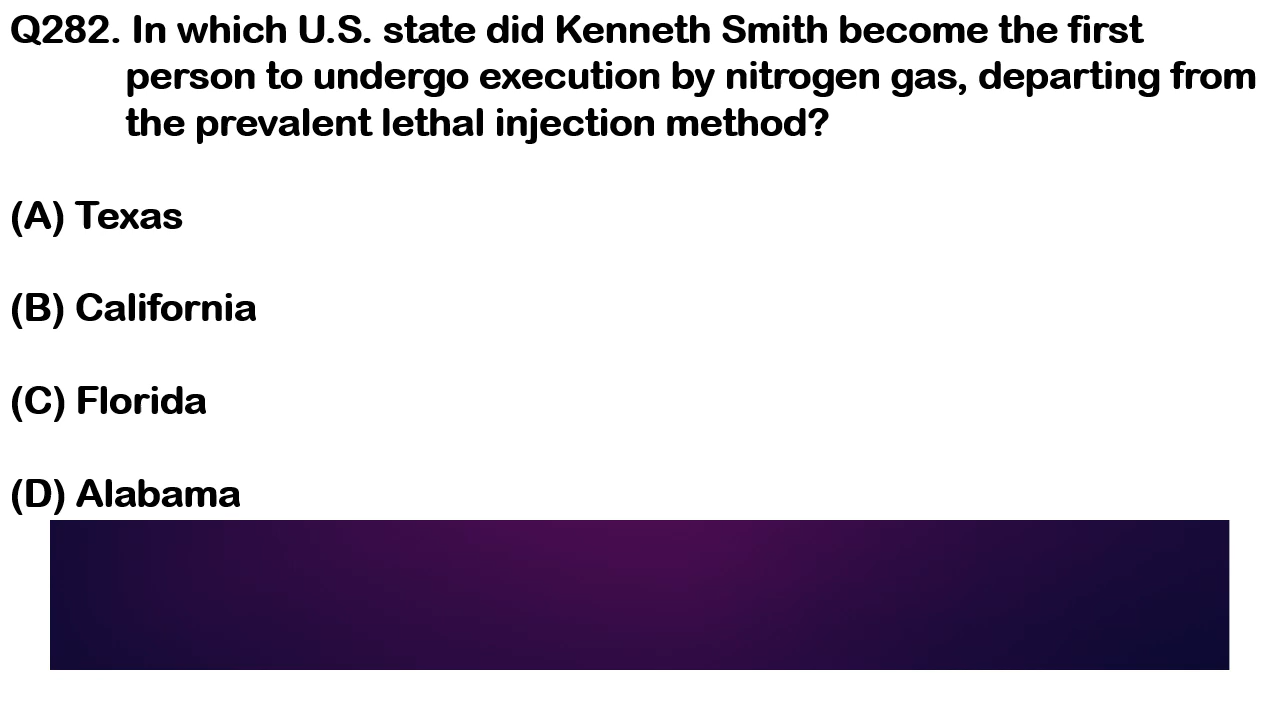 Q282. In which U.S. state did Kenneth Smith become the first
person to undergo execution by nitrogen gas, departing from
the prevalent lethal injection method?
(A) Texas
(B) California
(C) Florida
(D) Alabama